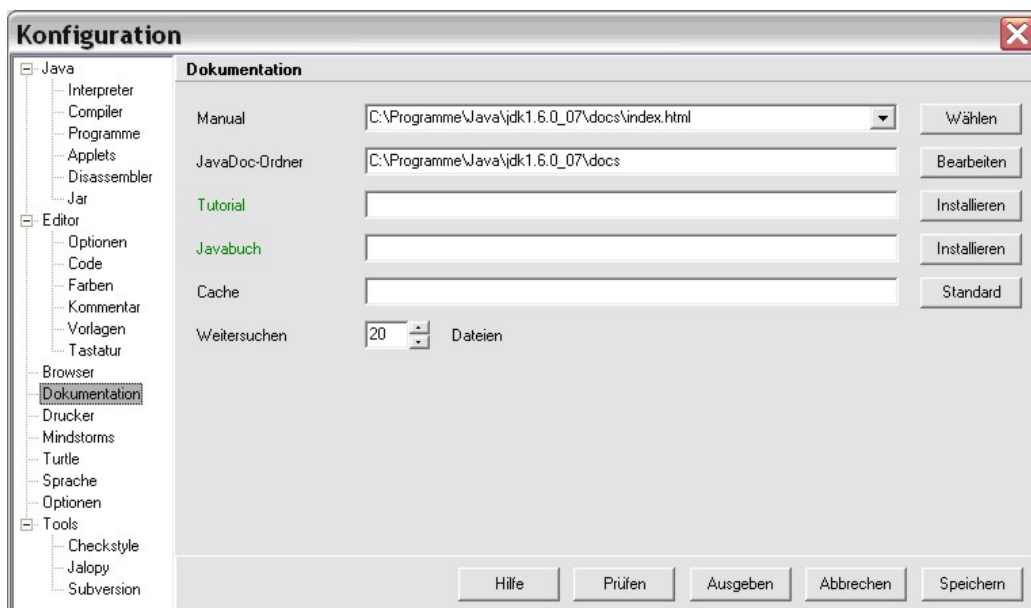 Konfiguration
Java
Interpreter
Compiler
Programme
Applets
Disassembler
Jar
Editor
Optionen
Code
Farben
Kommentar
Vorlagen
Tastatur
Browser
Dokumentation
Drucker
Mindstorms
Turtle
Sprache
Optionen
Tools
Checkstyle
Jalopy
Subversion
Dokumentation
Manual C:\Programme\Java\jdk1.6.0_07\docs\index.html Wählen
JavaDoc-Ordner C:\Programme\Java\jdk1.6.0_07\docs Bearbeiten
Tutorial Installieren
Javabuch Installieren
Cache Standard
Weitersuchen 20 Dateien
Hilfe Prüfen Ausgeben Abbrechen Speichern